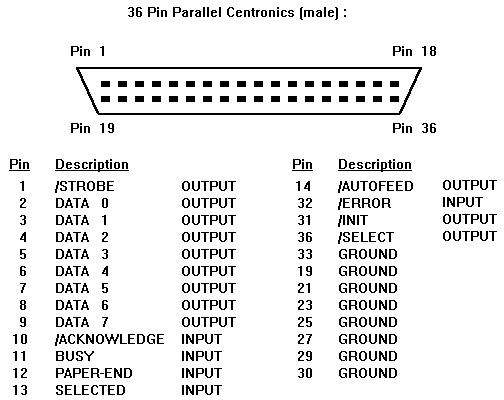 36 Pin Parallel Centronics (male) :
Pin 1 Pin 18
Pin 19 Pin 36
Pin Description Pin Description
1 /STROBE OUTPUT 14 /AUTOFEED OUTPUT
2 DATA 0 OUTPUT 32 /ERROR INPUT
3 DATA 1 OUTPUT 31 /INIT OUTPUT
4 DATA 2 OUTPUT 36 /SELECT OUTPUT
5 DATA 3 OUTPUT 33 GROUND
6 DATA 4 OUTPUT 19 GROUND
7 DATA 5 OUTPUT 21 GROUND
8 DATA 6 OUTPUT 23 GROUND
9 DATA 7 OUTPUT 25 GROUND
10 /ACKNOWLEDGE INPUT 27 GROUND
11 BUSY INPUT 29 GROUND
12 PAPER-END INPUT 30 GROUND
13 SELECTED INPUT